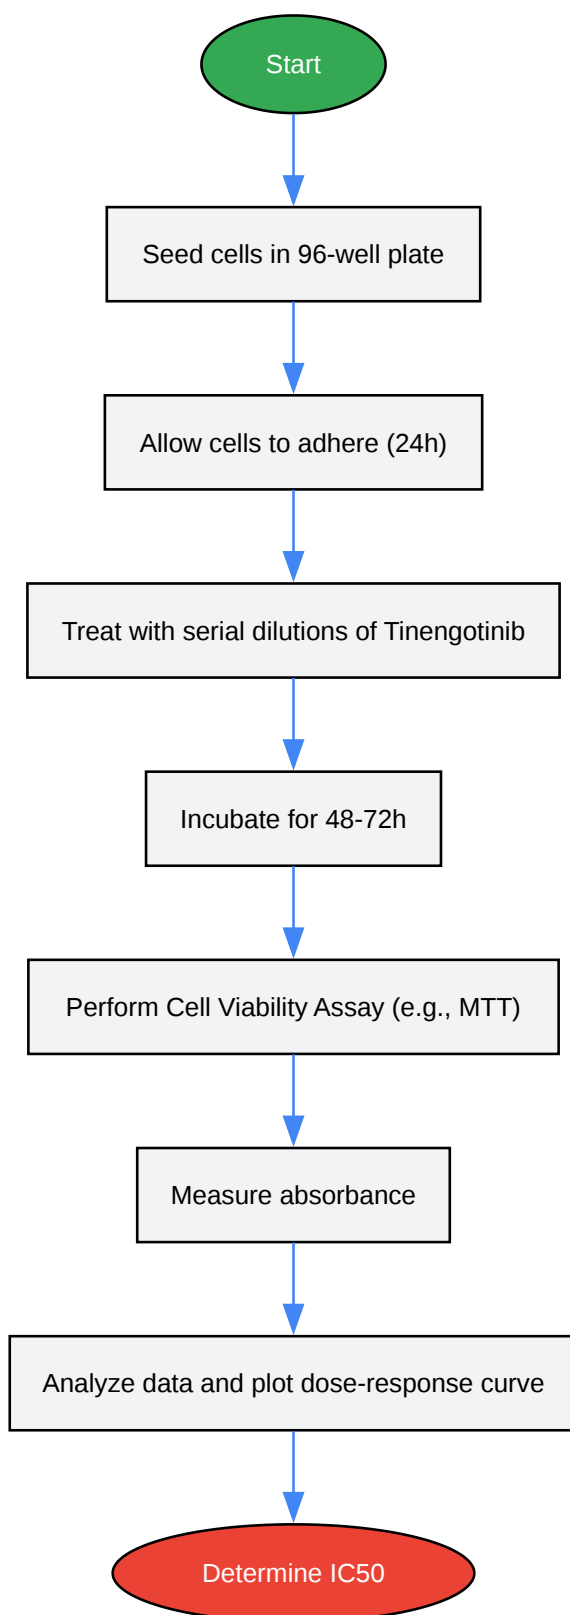 Start
Seed cells in 96-well plate
Allow cells to adhere (24h)
Treat with serial dilutions of Tinengotinib
Incubate for 48-72h
Perform Cell Viability Assay (e.g., MTT)
Measure absorbance
Analyze data and plot dose-response curve
Determine IC50